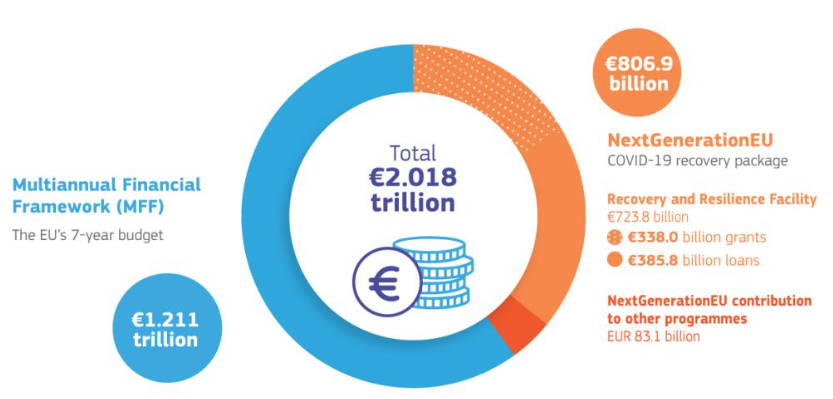 Total
€2.018
trillion
€
Multiannual Financial
Framework (MFF)
The EU's 7-year budget
€1.211
trillion
€806.9
billion
NextGenerationEU
COVID-19 recovery package
Recovery and Resilience Facility
€723.8 billion
€338.0 billion grants
€385.8 billion loans
NextGenerationEU contribution
to other programmes
EUR 83.1 billion